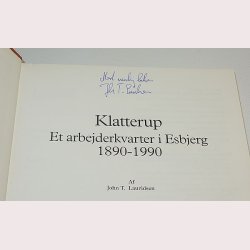 Klatterup
Et arbejderkvarter i Esbjerg
1890-1990
Af
John T. Lauridsen